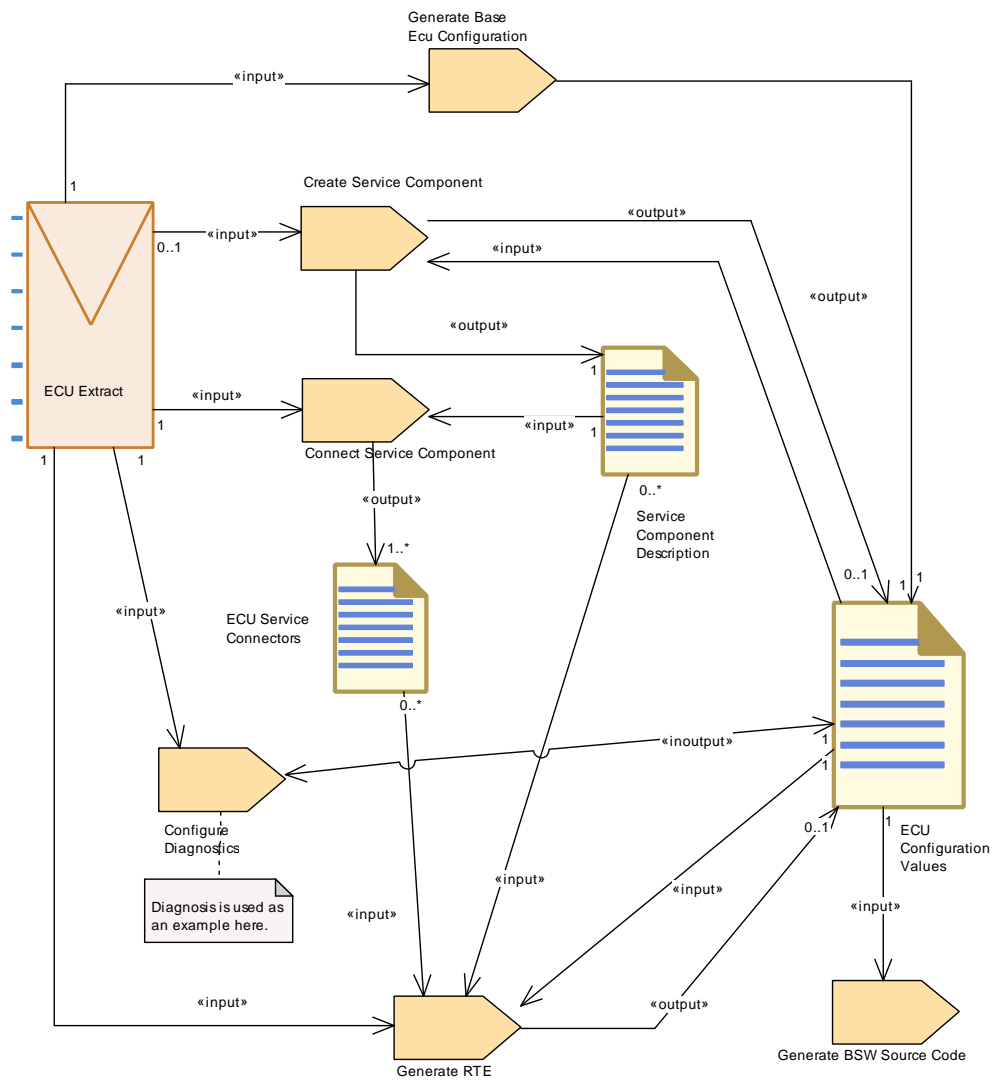 Generate Base
Ecu Configuration
«input»
1
Create Service Component
«output»
0..1
«input»
«input»
«output»
«output»
1
ECU Extract
«input»
1
«input»
1
Connect Service Component
1
1
«output»
0..*
Service
Component
Description
1..*
0..1
1
1
«input»
ECU Service
Connectors
0..*
«inoutput»
1
1
Configure
Diagnostics
0..1
1
ECU
Configuration
Values
«input»
«input»
Diagnosis is used as
an example here.
«input»
«input»
«input»
«output»
Generate BSW Source Code
Generate RTE